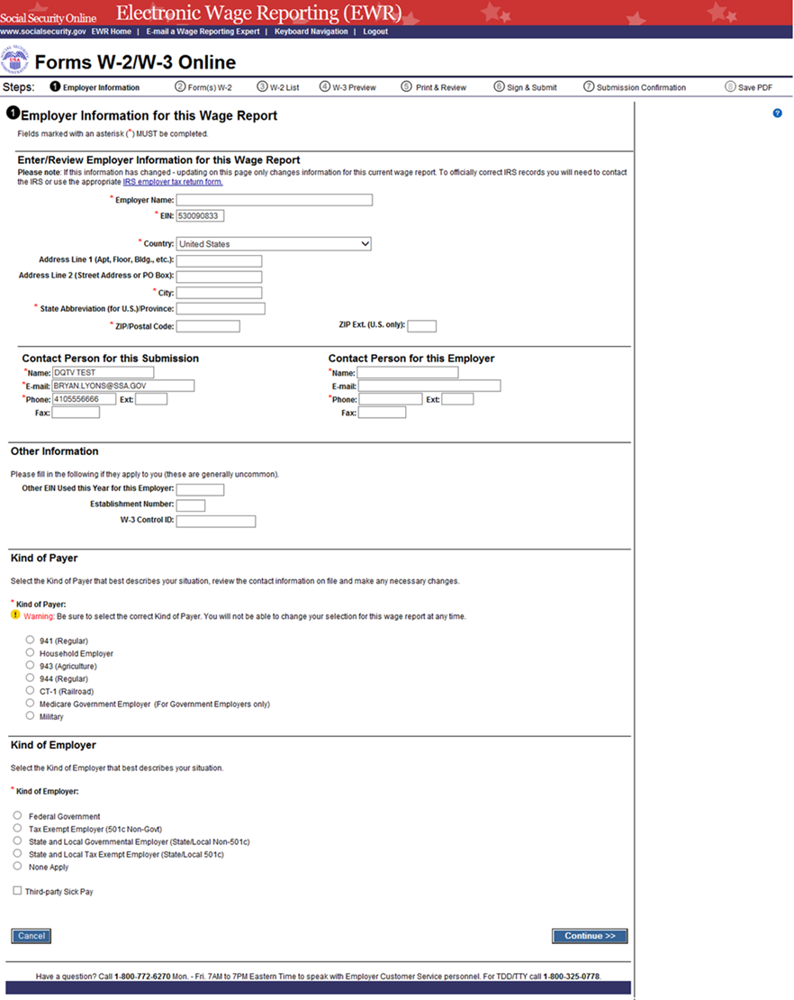 Social Security Online
Electronic Wage Reporting (EWR)
www.socialsecurity.gov EWR Home | E-mail a Wage Reporting Expert | Keyboard Navigation | Logout
USA
Forms W-2/W-3 Online
Steps: 1 Employer Information 2 Form(s) W-2 3 W-2 List 4 W-3 Preview 5 Print & Review 6 Sign & Submit 7 Submission Confirmation 8 Save PDF
1 Employer Information for this Wage Report
?
Fields marked with an asterisk (*) MUST be completed.
Enter/Review Employer Information for this Wage Report
Please note: If this information has changed - updating on this page only changes information for this current wage report. To officially correct IRS records you will need to contact
the IRS or use the appropriate IRS employer tax return form.
* Employer Name:
* EIN: 530090833
* Country: United States
Address Line 1 (Apt, Floor, Bldg., etc.):
Address Line 2 (Street Address or PO Box):
* City:
* State Abbreviation (for U.S.)/Province:
* ZIP/Postal Code: ZIP Ext. (U.S. only):
Contact Person for this Submission
*Name: DQTV TEST
*E-mail: BRYAN.LYONS@SSA.GOV
*Phone: 4105556666 Ext:
Fax:
Contact Person for this Employer
*Name:
E-mail:
*Phone: Ext:
Fax:
Other Information
Please fill in the following if they apply to you (these are generally uncommon).
Other EIN Used this Year for this Employer:
Establishment Number:
W-3 Control ID:
Kind of Payer
Select the Kind of Payer that best describes your situation, review the contact information on file and make any necessary changes.
* Kind of Payer:
! Warning: Be sure to select the correct Kind of Payer. You will not be able to change your selection for this wage report at any time.
941 (Regular)
Household Employer
943 (Agriculture)
944 (Regular)
CT-1 (Railroad)
Medicare Government Employer (For Government Employers only)
Military
Kind of Employer
Select the Kind of Employer that best describes your situation.
* Kind of Employer:
Federal Government
Tax Exempt Employer (501c Non-Govt)
State and Local Governmental Employer (State/Local Non-501c)
State and Local Tax Exempt Employer (State/Local 501c)
None Apply
Third-party Sick Pay
Cancel
Continue >>
Have a question? Call 1-800-772-6270 Mon. - Fri. 7AM to 7PM Eastern Time to speak with Employer Customer Service personnel. For TDD/TTY call 1-800-325-0778.